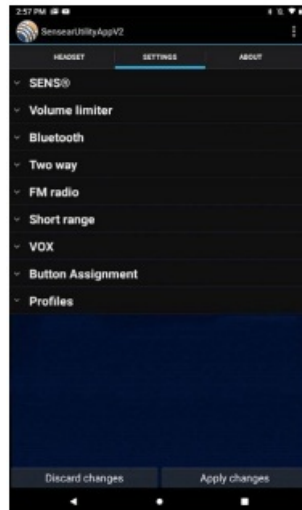 2:57 PM
SensearUtilityAppV2
HEADSET SETTINGS ABOUT
SENS®
Volume limiter
Bluetooth
Two way
FM radio
Short range
VOX
Button Assignment
Profiles
Discard changes Apply changes